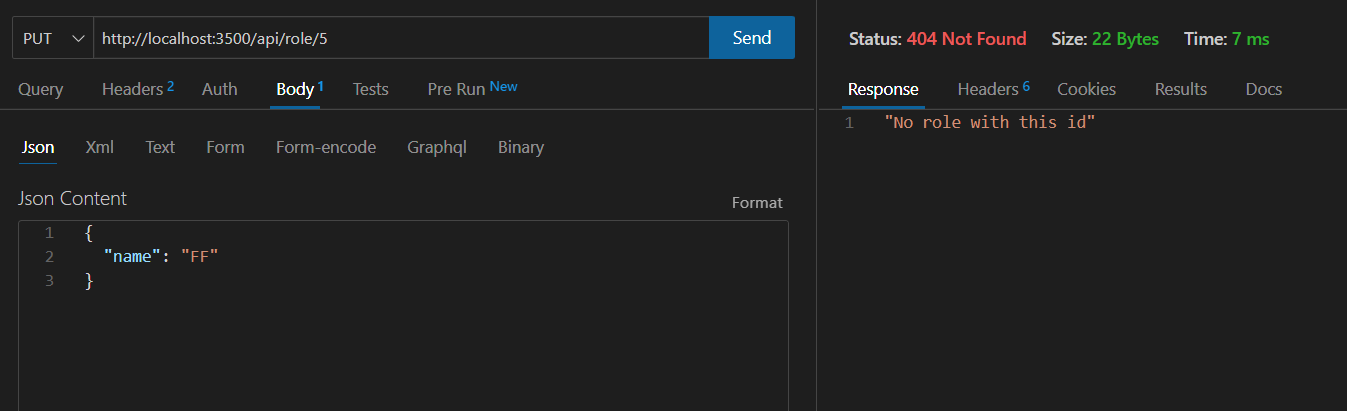 PUT http://localhost:3500/api/role/5 Send
Query Headers 2 Auth Body 1 Tests Pre Run New
Json Xml Text Form Form-encode Graphql Binary
Json Content Format
1 {
2 "name": "FF"
3 }
Status: 404 Not Found Size: 22 Bytes Time: 7 ms
Response Headers 6 Cookies Results Docs
1 "No role with this id"